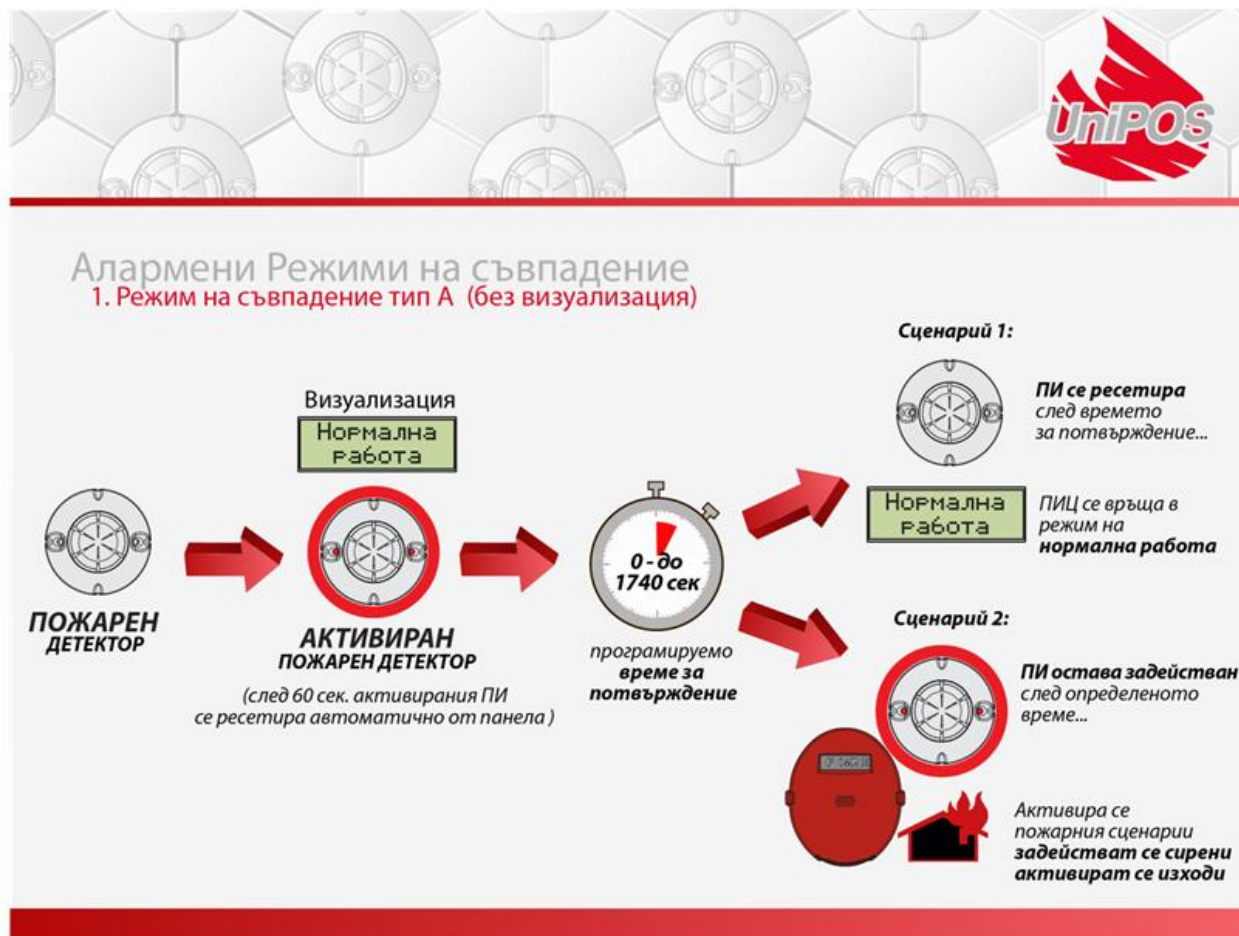 UniPOS
Алармени Режими на съвпадение
1. Режим на съвпадение тип А (без визуализация)
Визуализация
Нормална
работа
ПОЖАРЕН
ДЕТЕКТОР
АКТИВИРАН
ПОЖАРЕН ДЕТЕКТОР
(след 60 сек. активирания ПИ
се ресетира автоматично от панела )
0 - до
1740 сек
програмируемо
време за
потвърждение
Сценарий 1:
ПИ се ресетира
след времето
за потвърждение...
Нормална
работа
ПИЦ се връща в
режим на
нормална работа
Сценарий 2:
ПИ остава задействан
след определеното
време...
Активира се
пожарния сценарии
задействат се сирени
активират се изходи